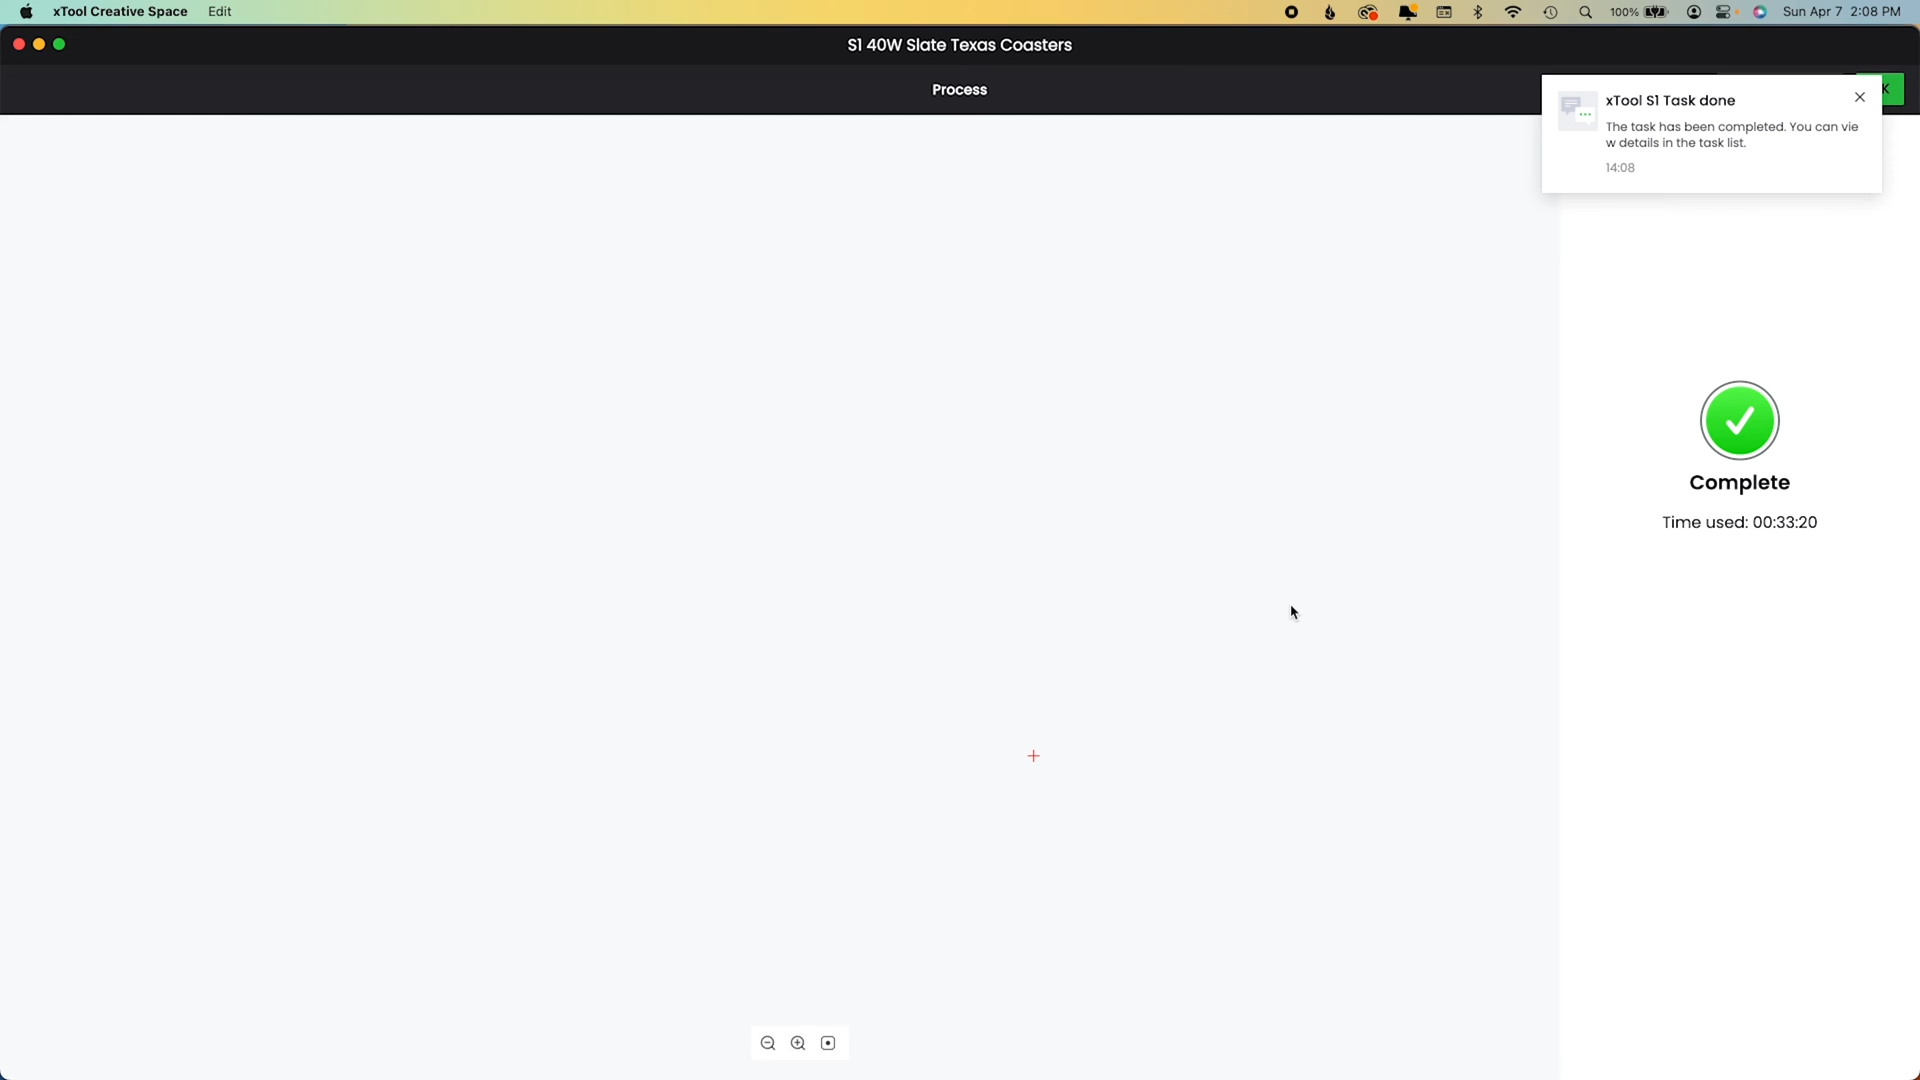 xTool Creative Space Edit 100% Sun Apr 7 2:08 PM
S1 40W Slate Texas Coasters
Process
K
xTool S1 Task done
The task has been completed. You can vie
w details in the task list.
14:08
Complete
Time used: 00:33:20